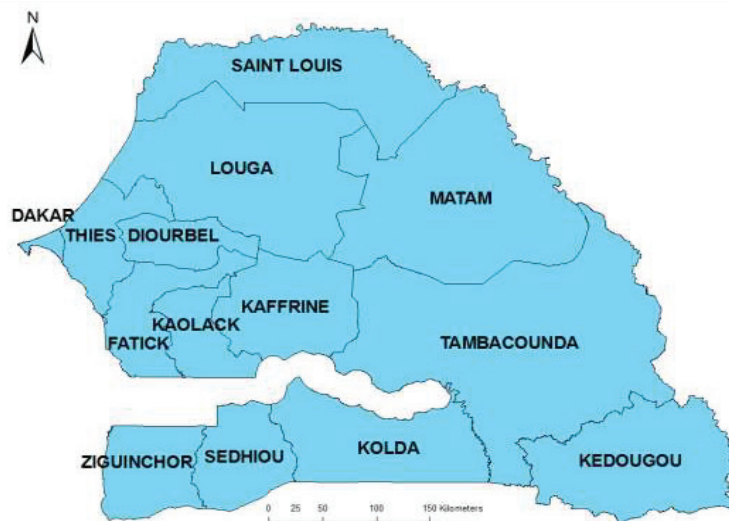 N
SAINT LOUIS
LOUGA
MATAM
DAKAR
THIES
DIOURBEL
KAFFRINE
KAOLACK
FATICK
TAMBACOUNDA
ZIGUINCHOR
SEDHIOU
KOLDA
KEDOUGOU
0 25 50 100 150 Kilometers